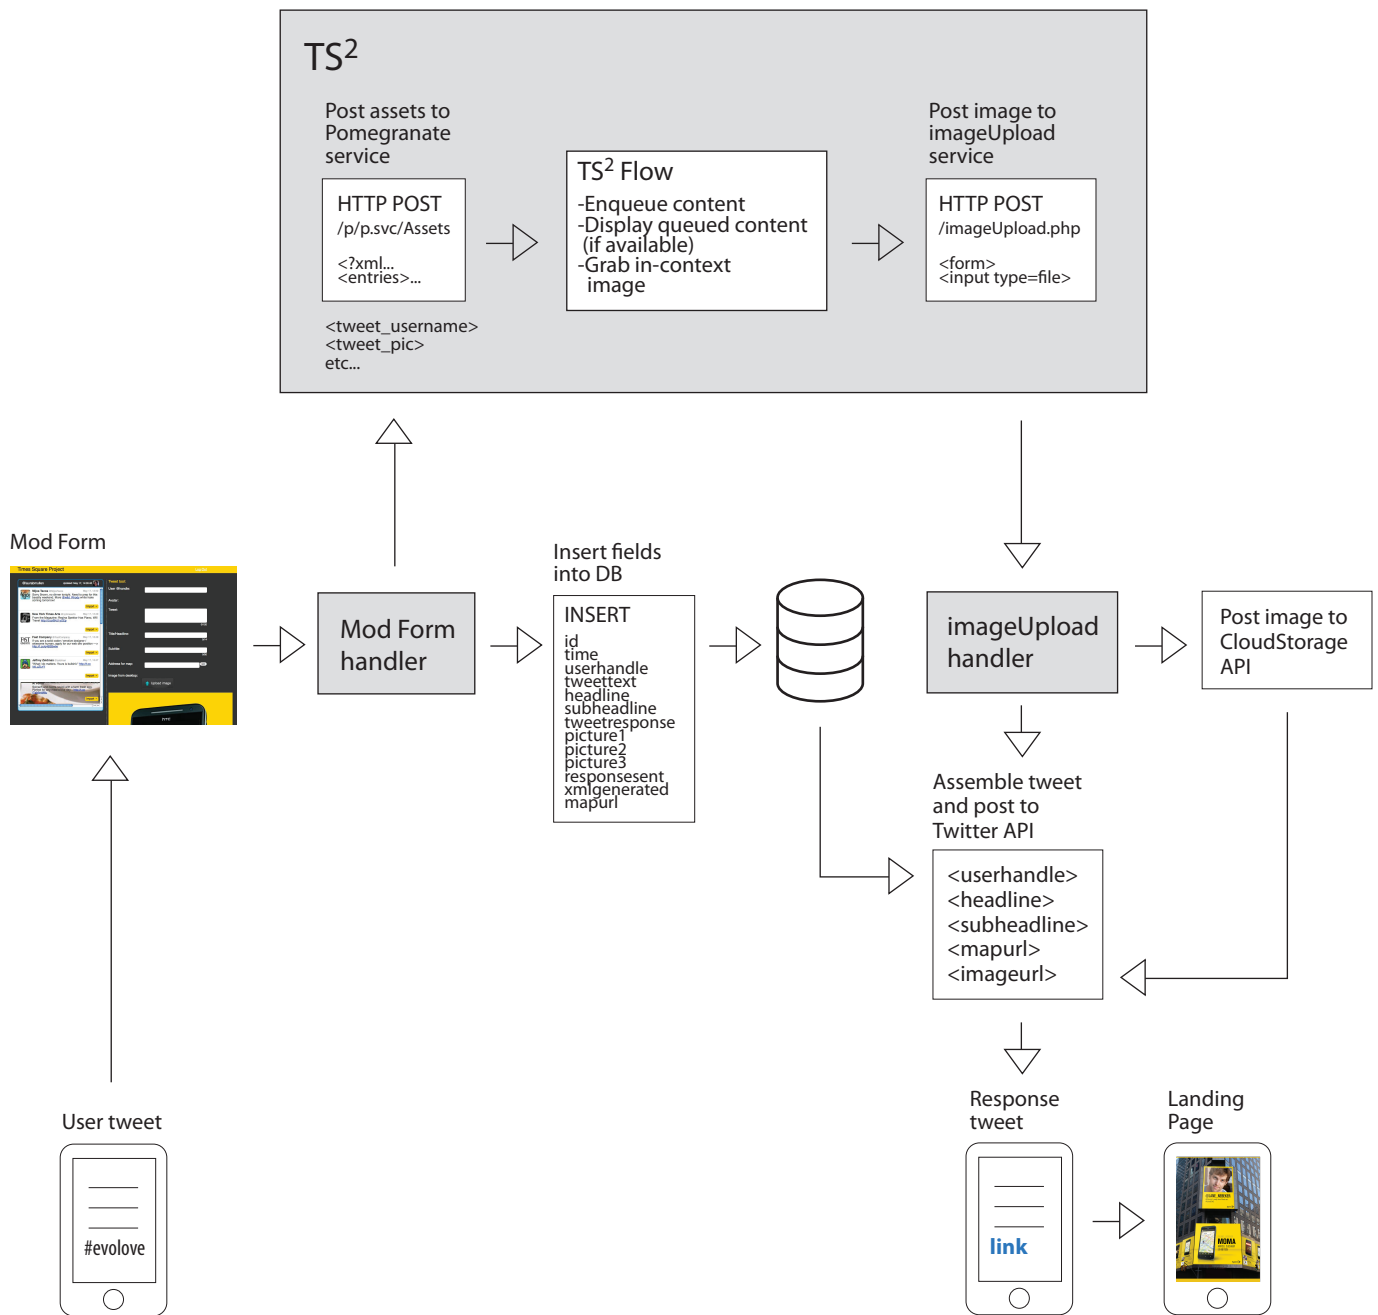 TS²
Post assets to
Pomegranate
service
HTTP POST
/p/p.svc/Assets
<?xml...
<entries>...
<tweet_username>
<tweet_pic>
etc...
TS² Flow
-Enqueue content
-Display queued content
(if available)
-Grab in-context
image
Post image to
imageUpload
service
HTTP POST
/imageUpload.php
<form>
<input type=file>
Mod Form
Times Square Project
Mod Form
handler
Insert fields
into DB
INSERT
id
time
userhandle
tweettext
headline
subheadline
tweetresponse
picture1
picture2
picture3
responsesent
xmlgenerated
mapurl
imageUpload
handler
Post image to
CloudStorage
API
Assemble tweet
and post to
Twitter API
<userhandle>
<headline>
<subheadline>
<mapurl>
<imageurl>
User tweet
#evolove
Response
tweet
link
Landing
Page
MOMA